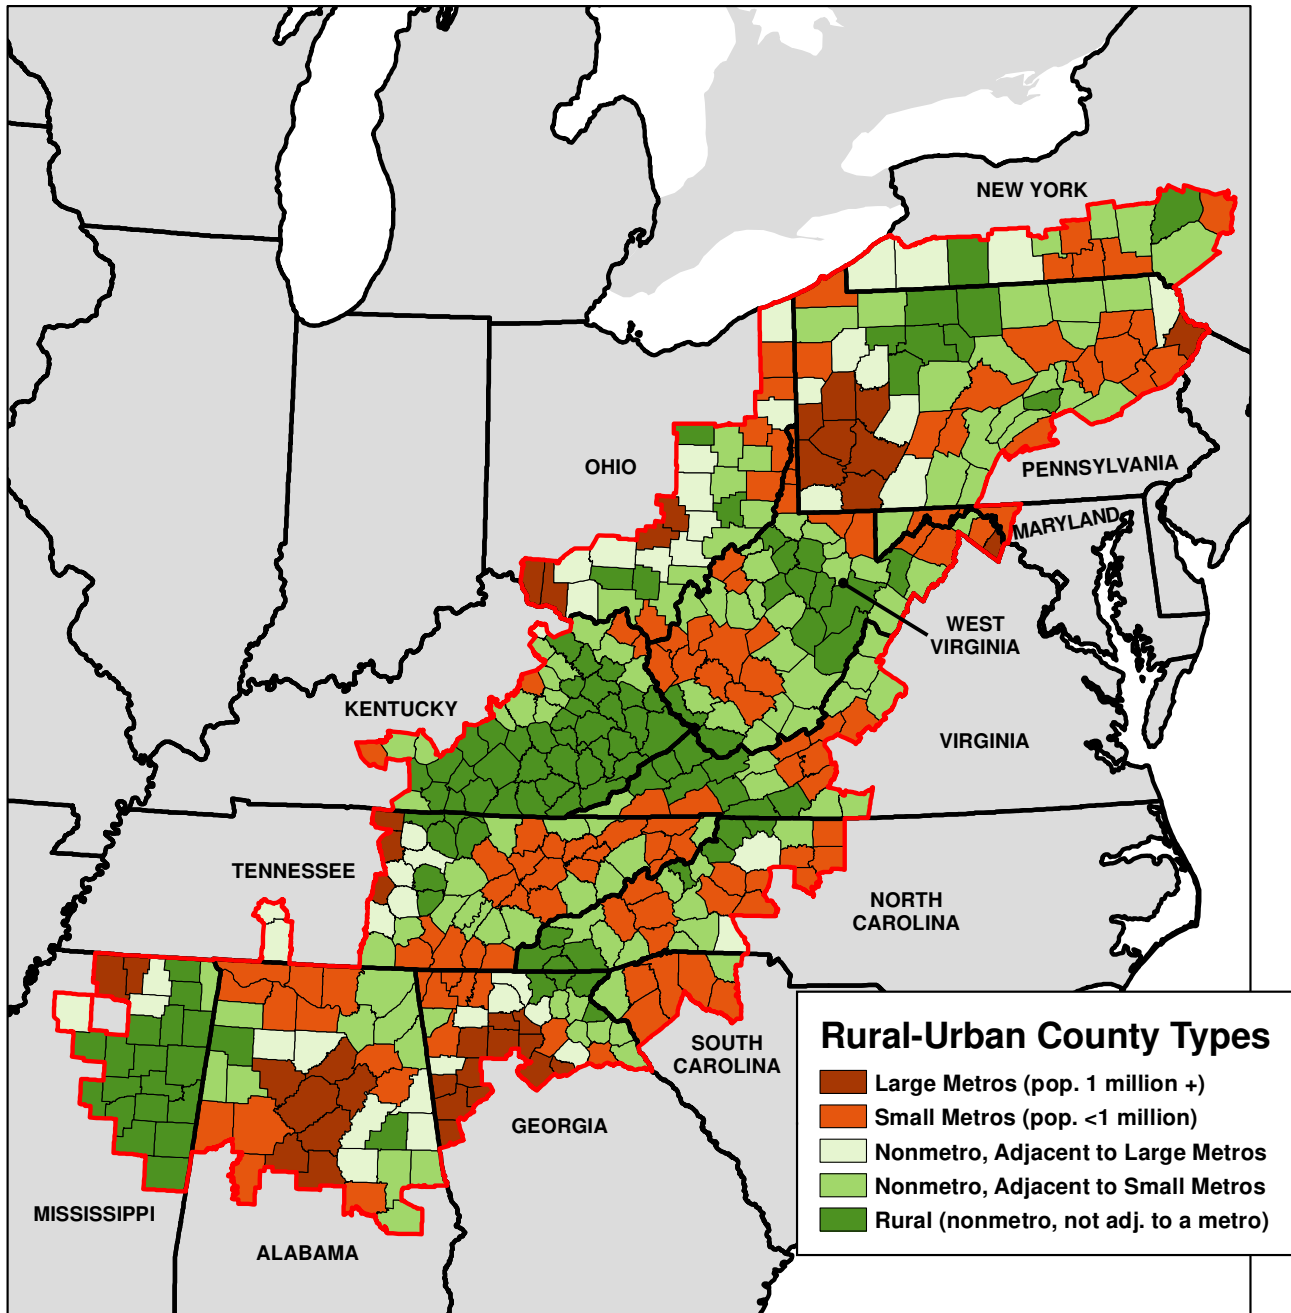 NEW YORK
OHIO
PENNSYLVANIA
MARYLAND
WEST
VIRGINIA
KENTUCKY
VIRGINIA
TENNESSEE
NORTH
CAROLINA
SOUTH
CAROLINA
GEORGIA
MISSISSIPPI
ALABAMA
Rural-Urban County Types
Large Metros (pop. 1 million +)
Small Metros (pop. <1 million)
Nonmetro, Adjacent to Large Metros
Nonmetro, Adjacent to Small Metros
Rural (nonmetro, not adj. to a metro)